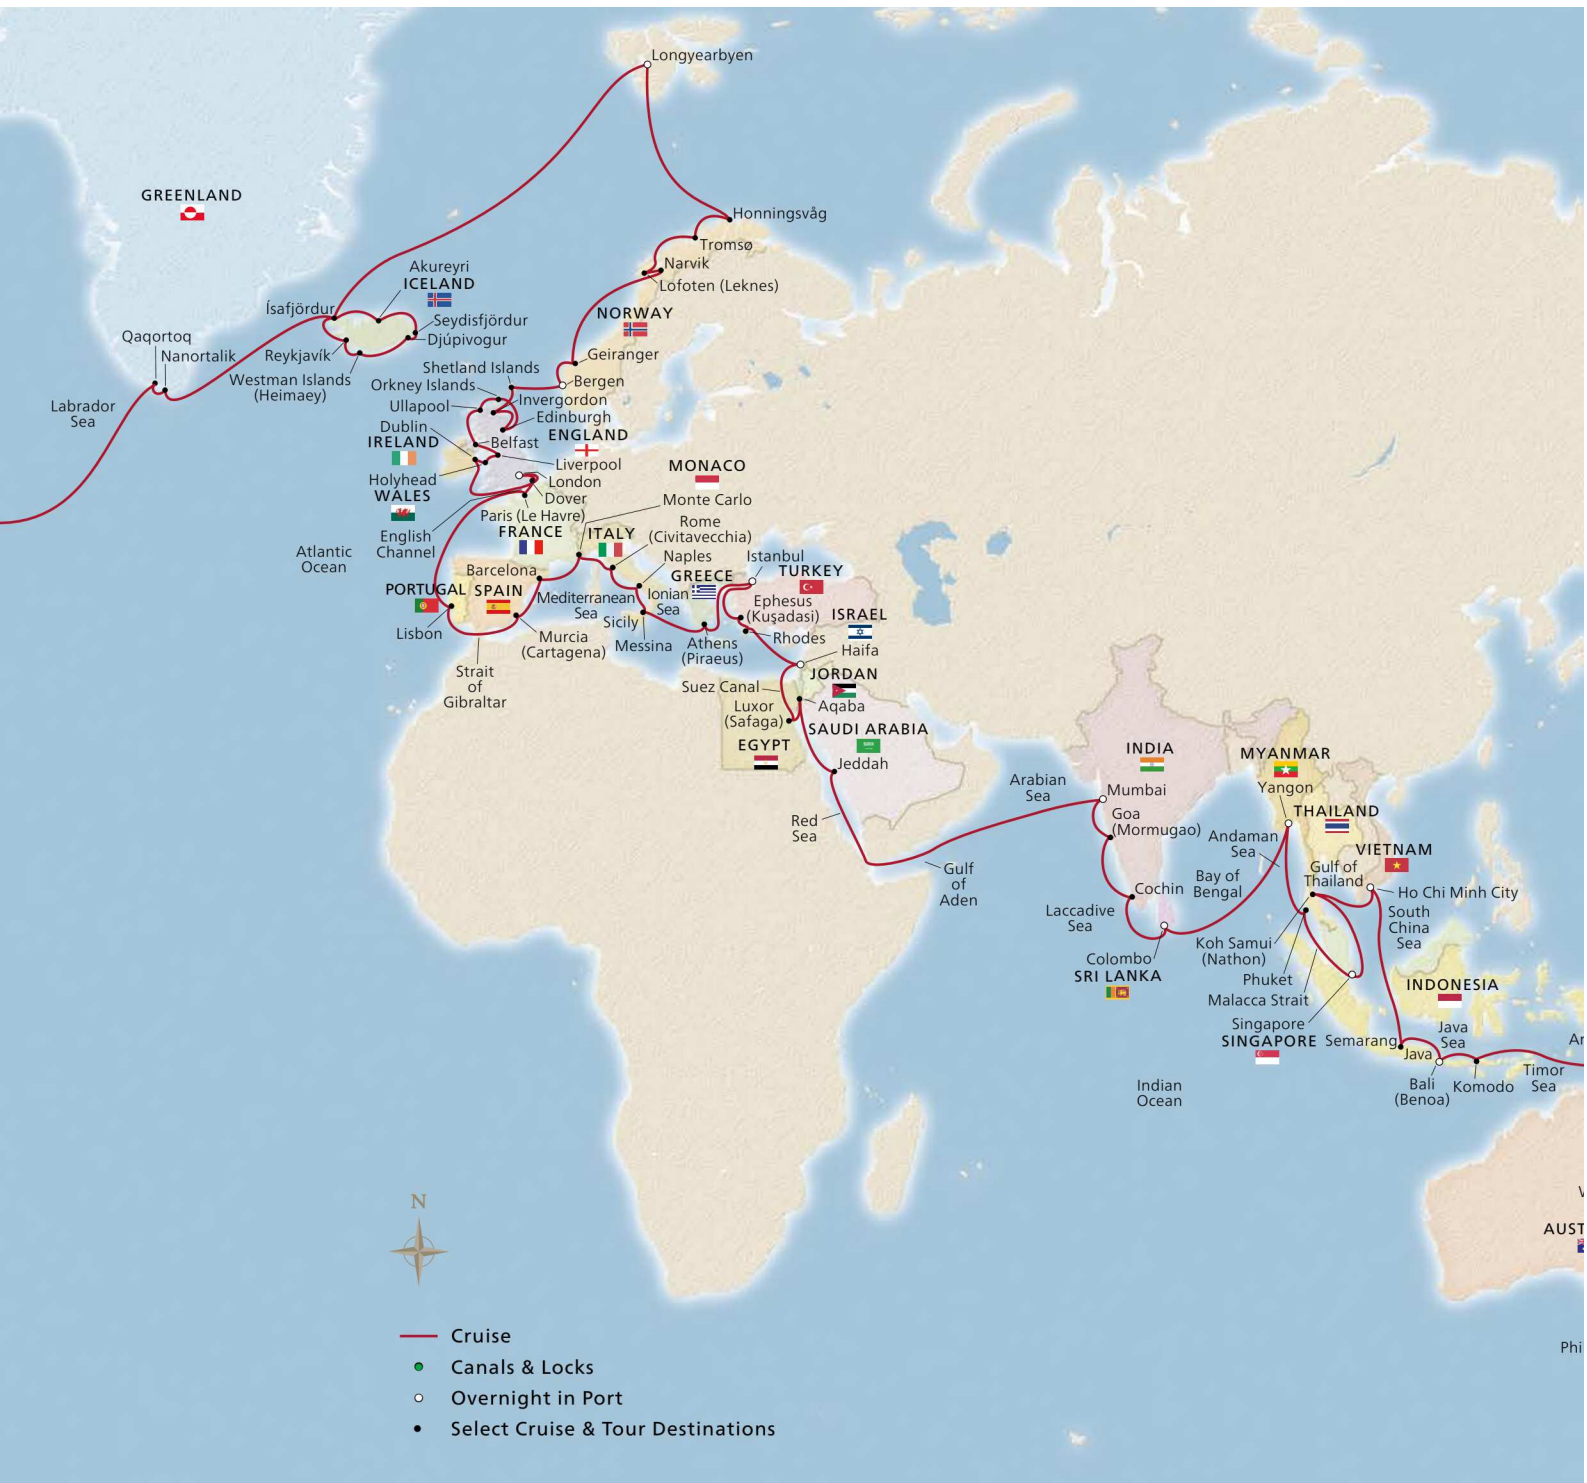 Longyearbyen
GREENLAND
Honningsvåg
Tromsø
Narvik
Lofoten (Leknes)
Akureyri
ICELAND
Ísafjördur
Seydisfjördur
Djúpivogur
Reykjavík
Westman Islands
(Heimaey)
Qaqortoq
Nanortalik
Labrador
Sea
NORWAY
Geiranger
Bergen
Shetland Islands
Orkney Islands
Invergordon
Ullapool
Edinburgh
Dublin
IRELAND
Belfast
ENGLAND
Liverpool
Holyhead
WALES
London
Dover
Paris (Le Havre)
FRANCE
English
Channel
MONACO
Monte Carlo
ITALY
Rome
(Civitavecchia)
Naples
Atlantic
Ocean
PORTUGAL
Lisbon
SPAIN
Barcelona
Murcia
(Cartagena)
Strait
of
Gibraltar
Mediterranean
Sea
Ionian
Sea
Sicily
Messina
GREECE
Athens
(Piraeus)
Istanbul
TURKEY
Ephesus
(Kuşadasi)
Rhodes
ISRAEL
Haifa
JORDAN
Suez Canal
Aqaba
Luxor
(Safaga)
EGYPT
SAUDI ARABIA
Jeddah
Red
Sea
Gulf
of
Aden
Arabian
Sea
INDIA
Mumbai
Goa
(Mormugao)
Cochin
Laccadive
Sea
Colombo
SRI LANKA
Bay of
Bengal
MYANMAR
Yangon
THAILAND
Andaman
Sea
VIETNAM
Gulf of
Thailand
Ho Chi Minh City
South
China
Sea
Koh Samui
(Nathon)
Phuket
Malacca Strait
Singapore
SINGAPORE
INDONESIA
Semarang
Java
Java
Sea
Bali
(Benoa)
Komodo
Timor
Sea
Ar
Indian
Ocean
AUST
Phi
N
Cruise
Canals & Locks
Overnight in Port
Select Cruise & Tour Destinations